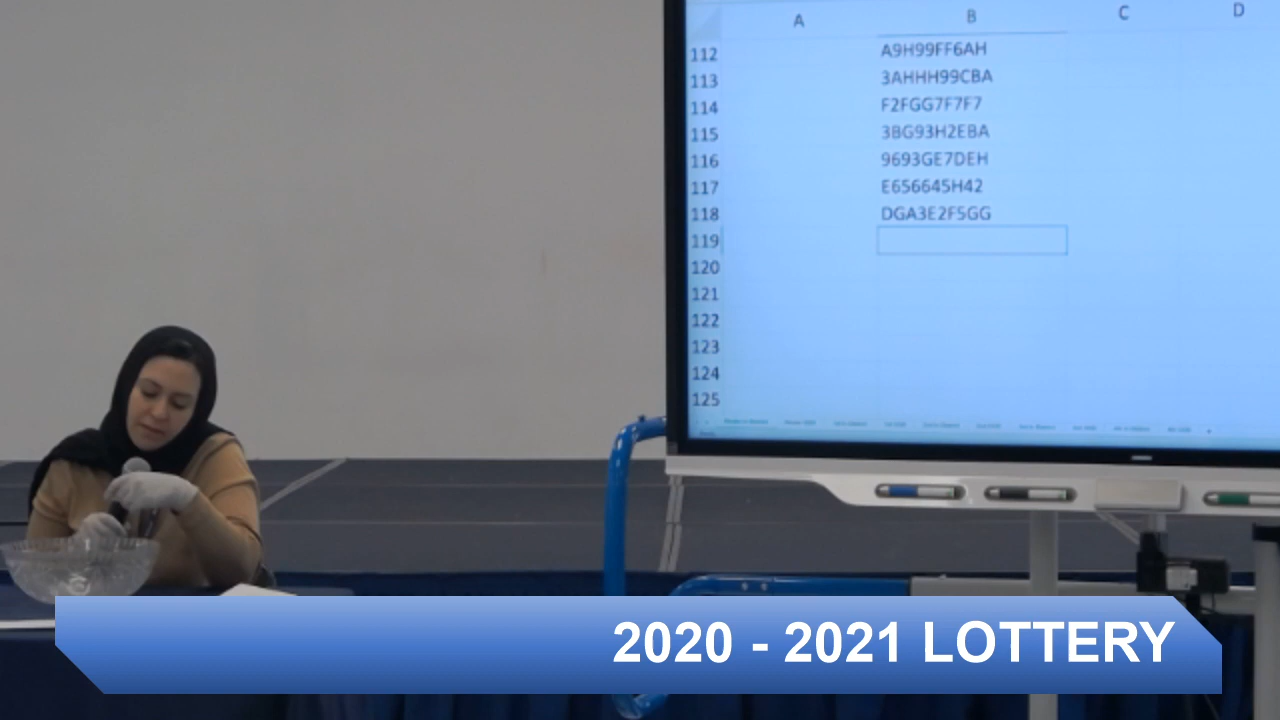 A B C D
112 A9H99FF6AH
113 3AHHH99CBA
114 F2FGG7F7F7
115 3BG93H2EBA
116 9693GE7DEH
117 E656645H42
118 DGA3E2F5GG
119
120
121
122
123
124
125
2020 - 2021 LOTTERY